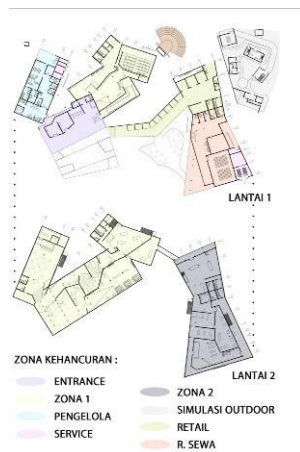 LANTAI 1
LANTAI 2
ZONA KEHANCURAN :
ENTRANCE
ZONA 1
PENGELOLA
SERVICE
ZONA 2
SIMULASI OUTDOOR
RETAIL
R. SEWA